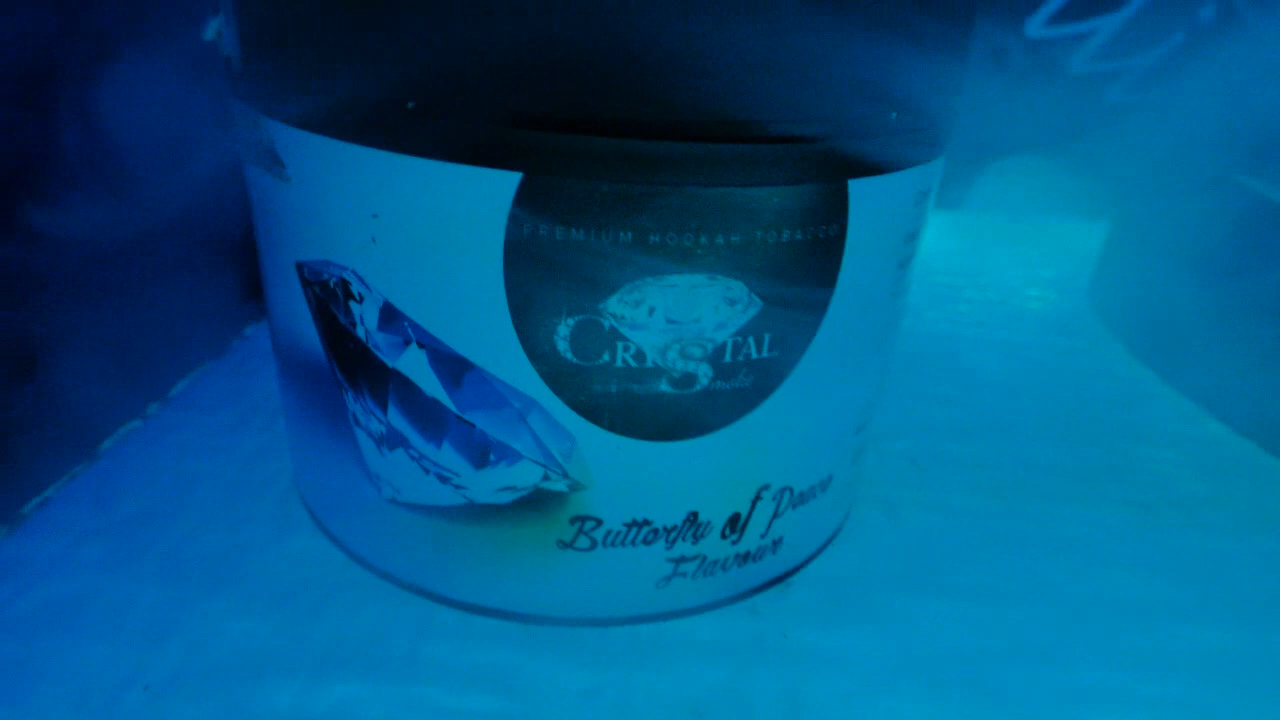 PREMIUM HOOKAH TOBACCO
CRYSTAL
Smoke
Butterfly of Peace
Flavour